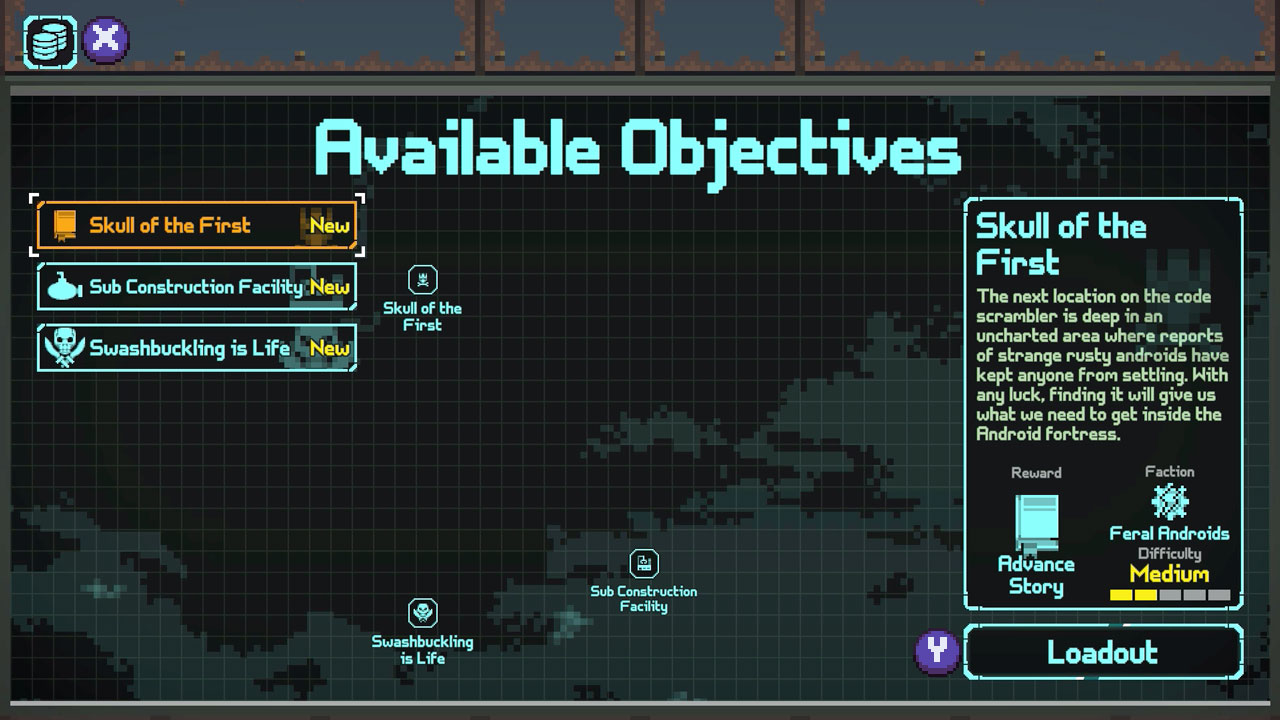 X
Available Objectives
Skull of the First New
Sub Construction Facility New
Swashbuckling is Life New
Skull of the
First
Sub Construction
Facility
Swashbuckling
is Life
Skull of the
First
The next location on the code
scrambler is deep in an
uncharted area where reports
of strange rusty androids have
kept anyone from settling. With
any luck, finding it will give us
what we need to get inside the
Android fortress.
Reward
Advance
Story
Faction
Feral Androids
Difficulty
Medium
Y
Loadout